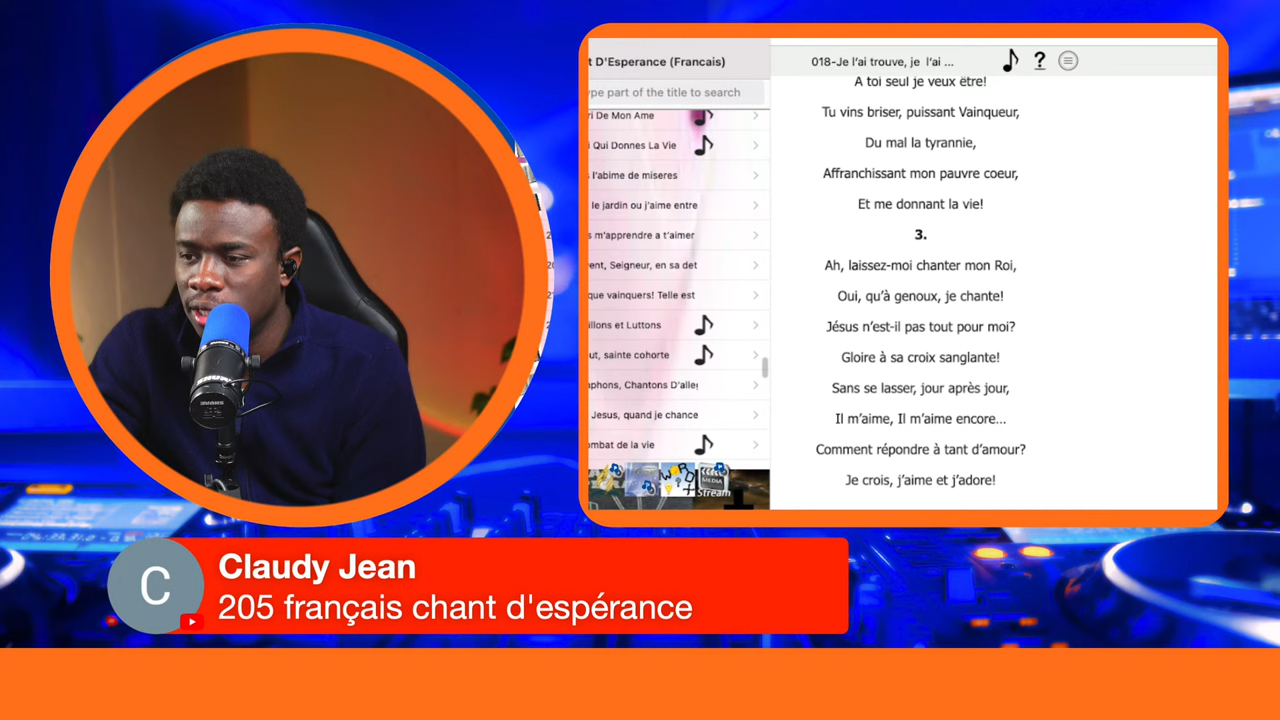 t D'Esperance (Francais)
ype part of the title to search
ri De Mon Ame
i Qui Donnes La Vie
s l'abime de miseres
le jardin ou j'aime entre
s m'apprendre a t'aimer
ent, Seigneur, en sa det
que vainquers! Telle est
illons et Luttons
ut, sainte cohorte
phons, Chantons D'alle
Jesus, quand je chance
ombat de la vie
WORD
MEDIA
Stream
018-Je l'ai trouve, je l'ai ...
?
A toi seul je veux être!
Tu vins briser, puissant Vainqueur,
Du mal la tyrannie,
Affranchissant mon pauvre coeur,
Et me donnant la vie!
3.
Ah, laissez-moi chanter mon Roi,
Oui, qu'à genoux, je chante!
Jésus n'est-il pas tout pour moi?
Gloire à sa croix sanglante!
Sans se lasser, jour après jour,
Il m'aime, Il m'aime encore...
Comment répondre à tant d'amour?
Je crois, j'aime et j'adore!
SHURE
C
Claudy Jean
205 français chant d'espérance